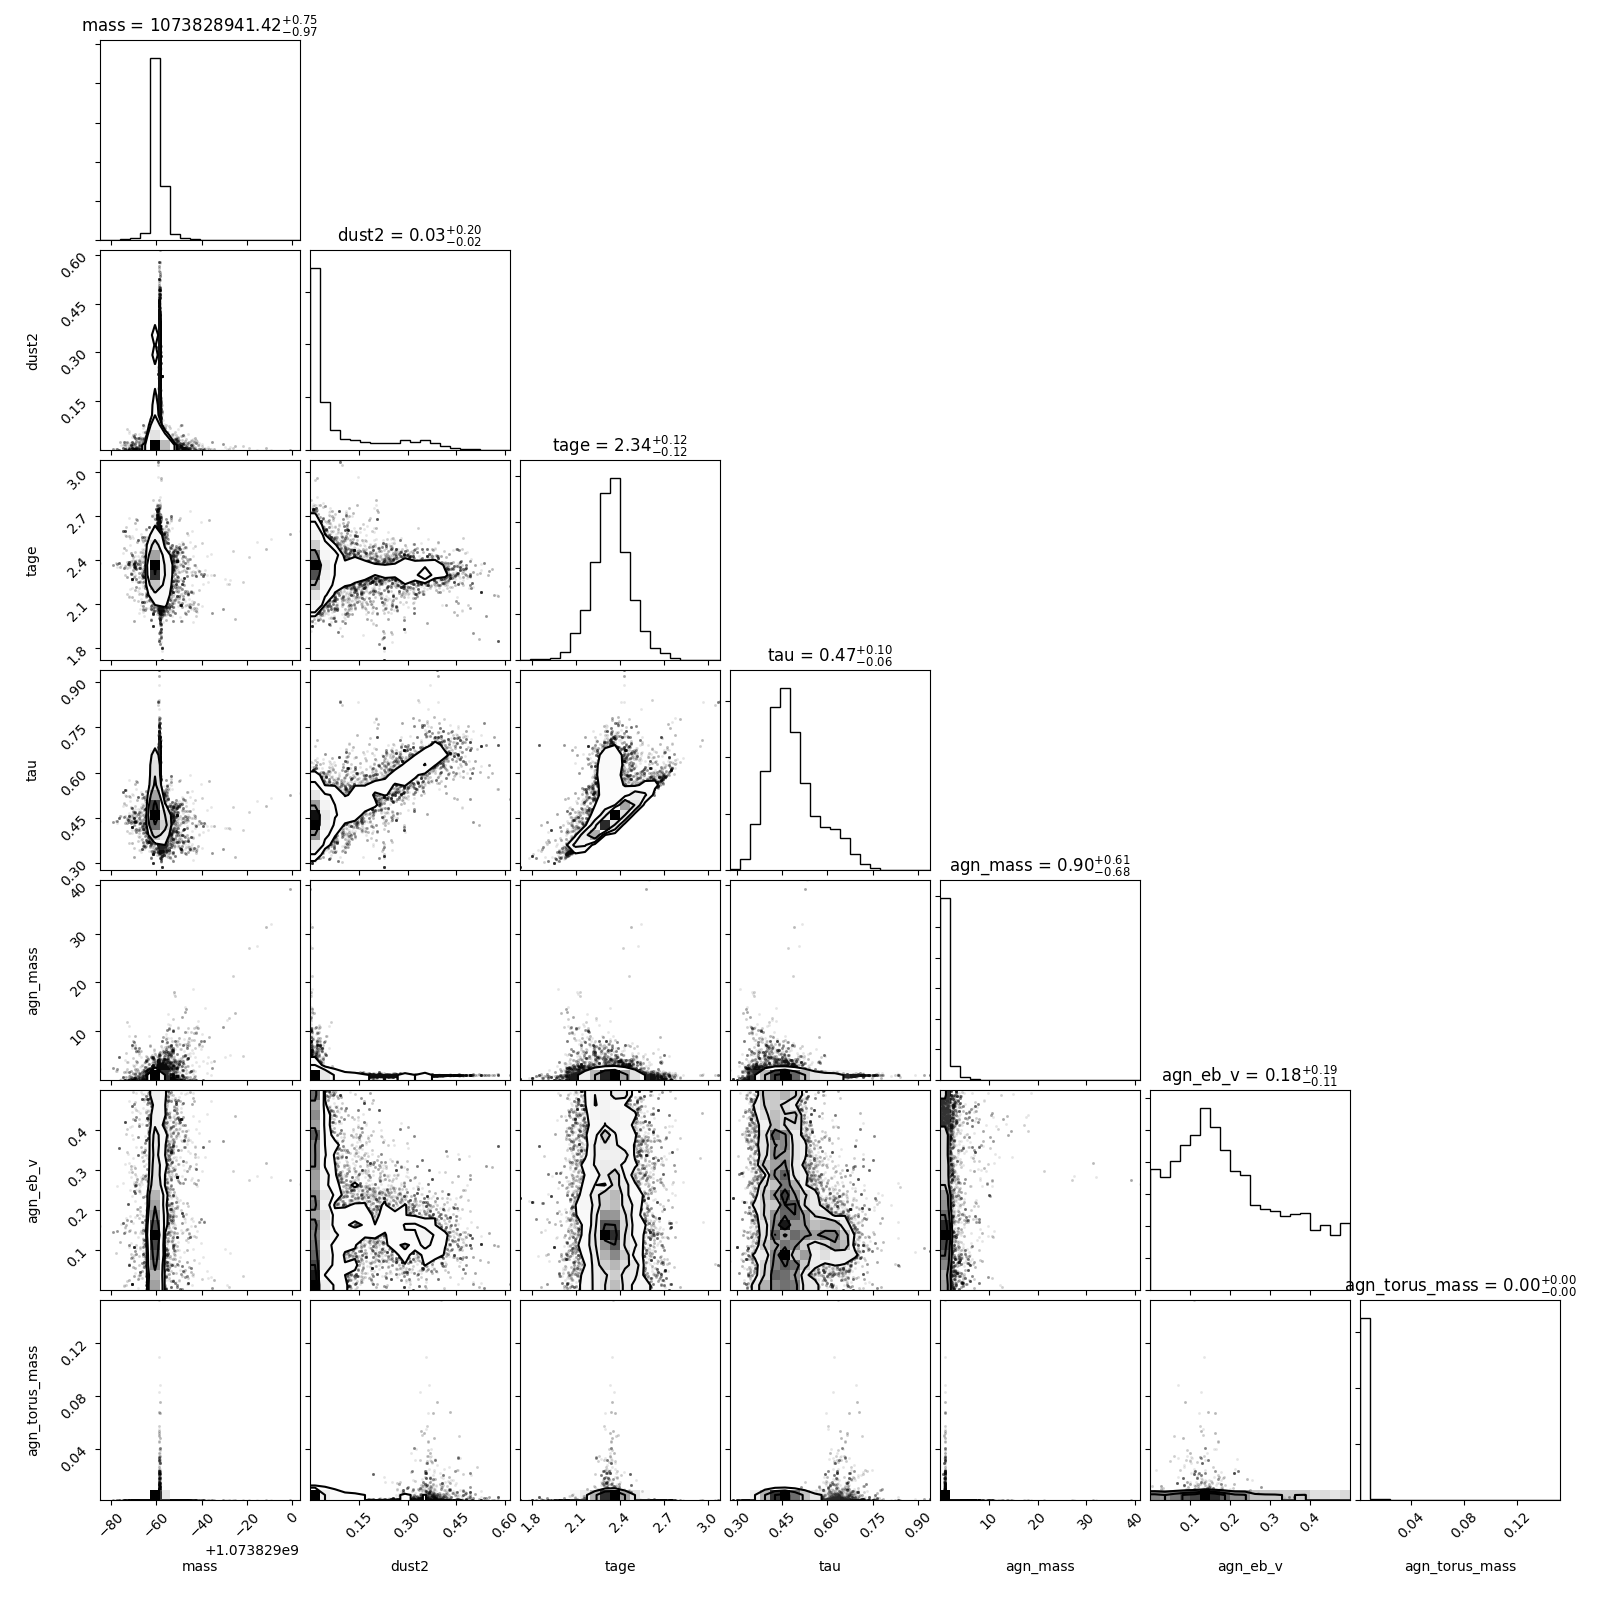 mass = 1073828941.42+0.75 −0.97
dust2 = 0.03+0.20 −0.02
0.60
0.45
0.30
0.15
dust2
tage = 2.34+0.12 −0.12
3.0
2.7
2.4
2.1
1.8
tage
tau = 0.47+0.10 −0.06
0.90
0.75
0.60
0.45
0.30
tau
agn_mass = 0.90+0.61 −0.68
40
30
20
10
agn_mass
agn_eb_v = 0.18+0.19 −0.11
0.4
0.3
0.2
0.1
agn_eb_v
agn_torus_mass = 0.00+0.00 −0.00
0.12
0.08
0.04
agn_torus_mass
−80 −60 −40 −20 0 0.15 0.30 0.45 0.60 1.8 2.1 2.4 2.7 3.0 0.30 0.45 0.60 0.75 0.90 10 20 30 40 0.1 0.2 0.3 0.4 0.04 0.08 0.12
+1.073829e9
mass dust2 tage tau agn_mass agn_eb_v agn_torus_mass